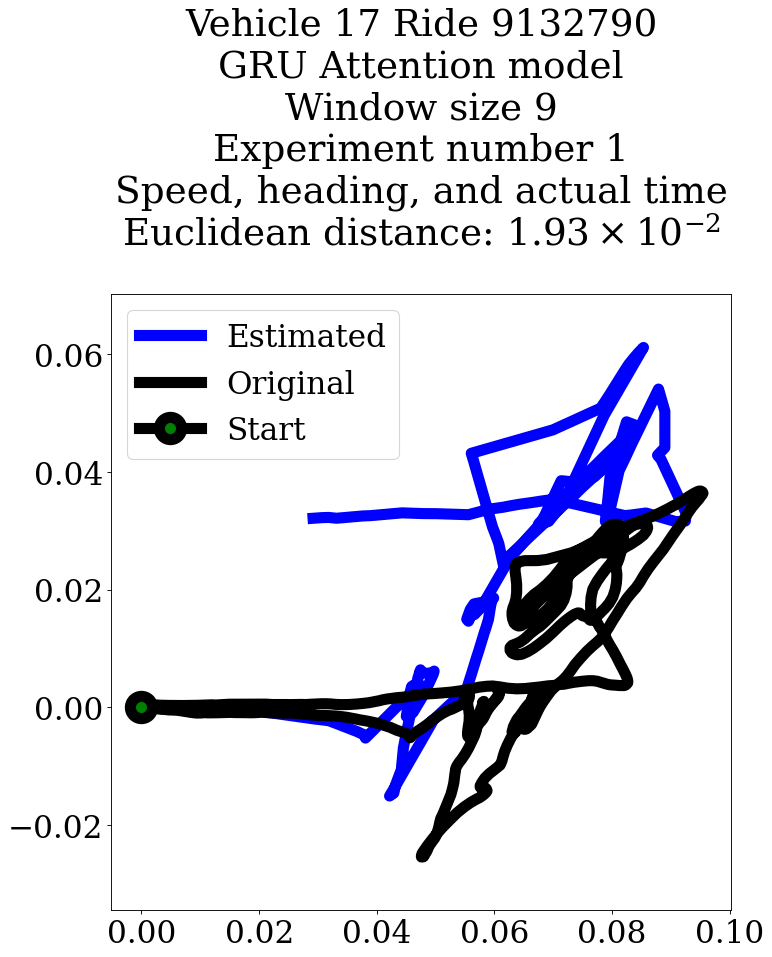 Vehicle 17 Ride 9132790
GRU Attention model
Window size 9
Experiment number 1
Speed, heading, and actual time
Euclidean distance: 1.93 × 10⁻²
Estimated
Original
Start
0.06
0.04
0.02
0.00
−0.02
0.00 0.02 0.04 0.06 0.08 0.10